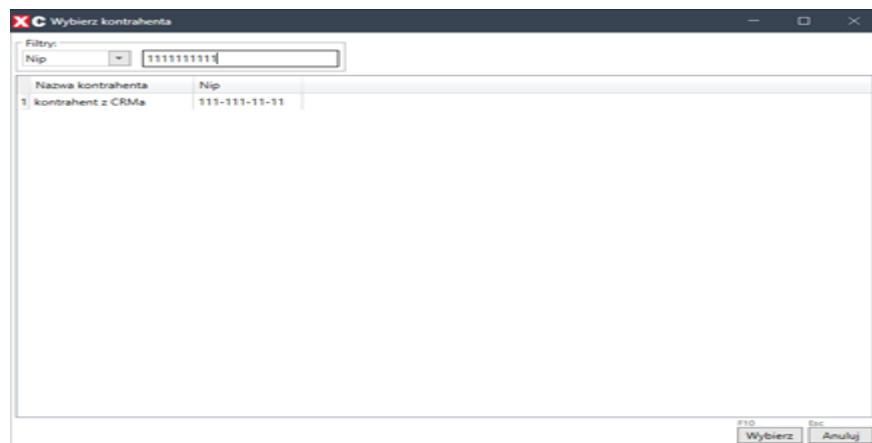 XC Wybierz kontrahenta
Filtry:
Nip 1111111111
Nazwa kontrahenta Nip
1 kontrahent z CRMa 111-111-11-11
F10 Esc
Wybierz Anuluj